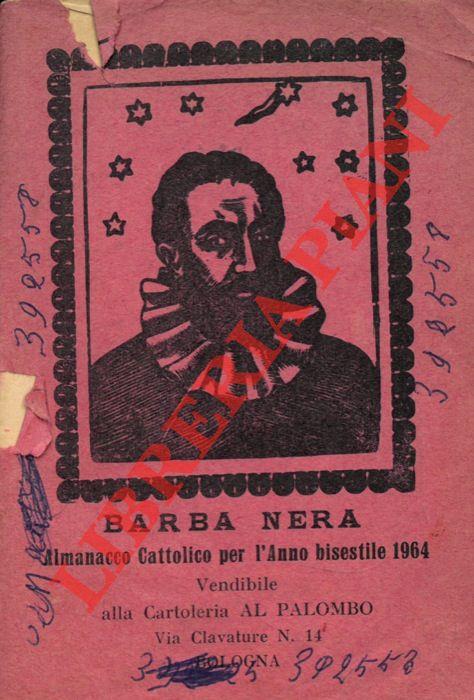 392558
392558
LIBRERIA PIANI
BARBA NERA
Almanacco Cattolico per l'Anno bisestile 1964
Vendibile
alla Cartoleria AL PALOMBO
Via Clavature N. 14
BOLOGNA
392558